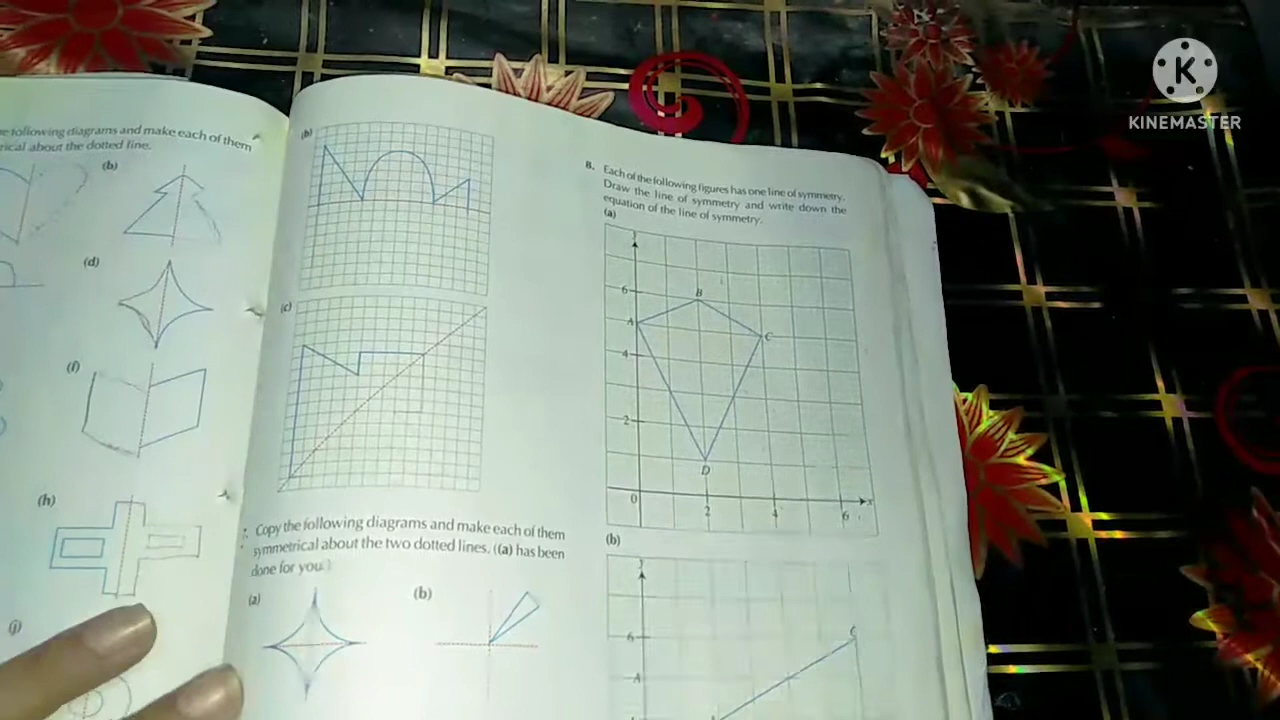 e following diagrams and make each of them
rical about the dotted line.
(b)
(d)
(f)
(h)
(j)
(b)
(c)
Copy the following diagrams and make each of them
symmetrical about the two dotted lines. ((a) has been
done for you.)
(a)
(b)
8. Each of the following figures has one line of symmetry.
Draw the line of symmetry and write down the
equation of the line of symmetry.
(a)
y
6
B
A
C
4
2
D
0
2
4
6
x
(b)
y
6
C
4
K
KINEMASTER